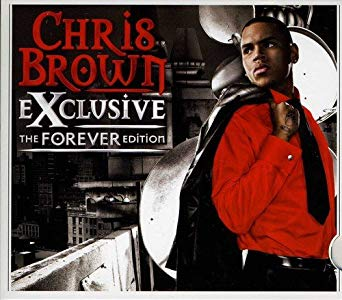 CHRIS
BROWN
EXCLUSIVE
THE FOREVER EDITION